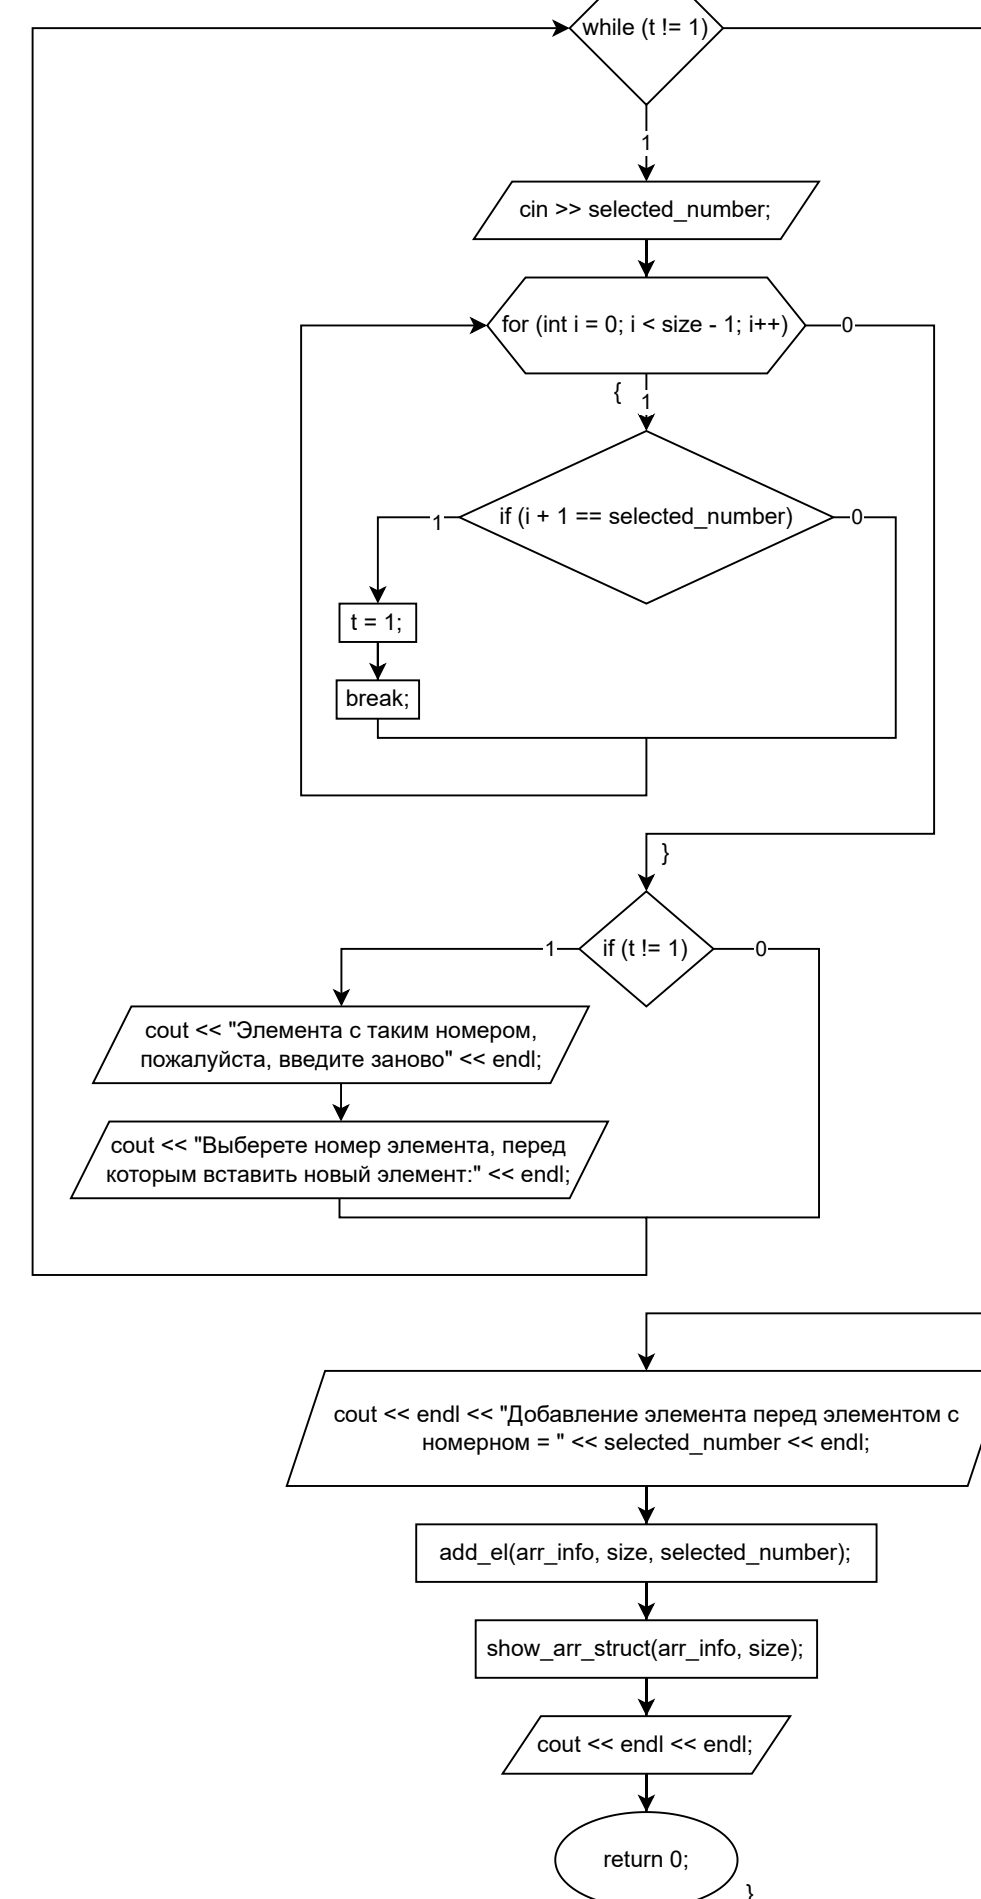 while (t != 1)
1
cin >> selected_number;
for (int i = 0; i < size - 1; i++)
0
{
1
if (i + 1 == selected_number)
1
0
t = 1;
break;
}
if (t != 1)
1
0
cout << "Элемента с таким номером,
пожалуйста, введите заново" << endl;
cout << "Выберете номер элемента, перед
которым вставить новый элемент:" << endl;
cout << endl << "Добавление элемента перед элементом с
номерном = " << selected_number << endl;
add_el(arr_info, size, selected_number);
show_arr_struct(arr_info, size);
cout << endl << endl;
return 0;
}